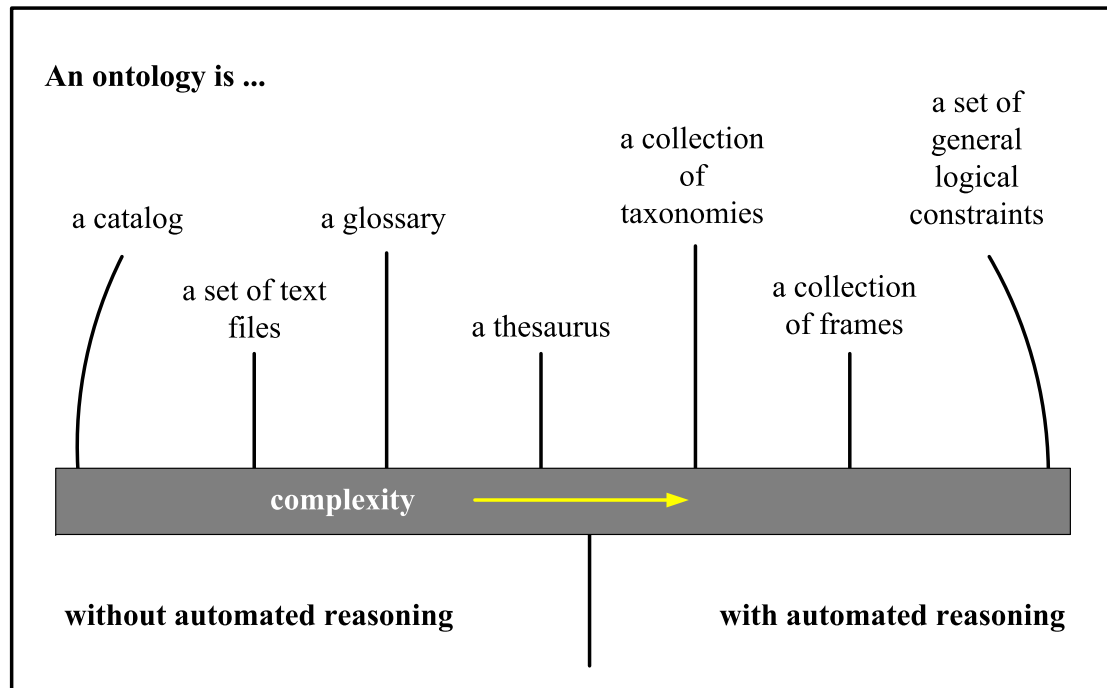 An ontology is ...
a catalog
a set of text
files
a glossary
a thesaurus
a collection
of
taxonomies
a collection
of frames
a set of
general
logical
constraints
complexity
without automated reasoning
with automated reasoning